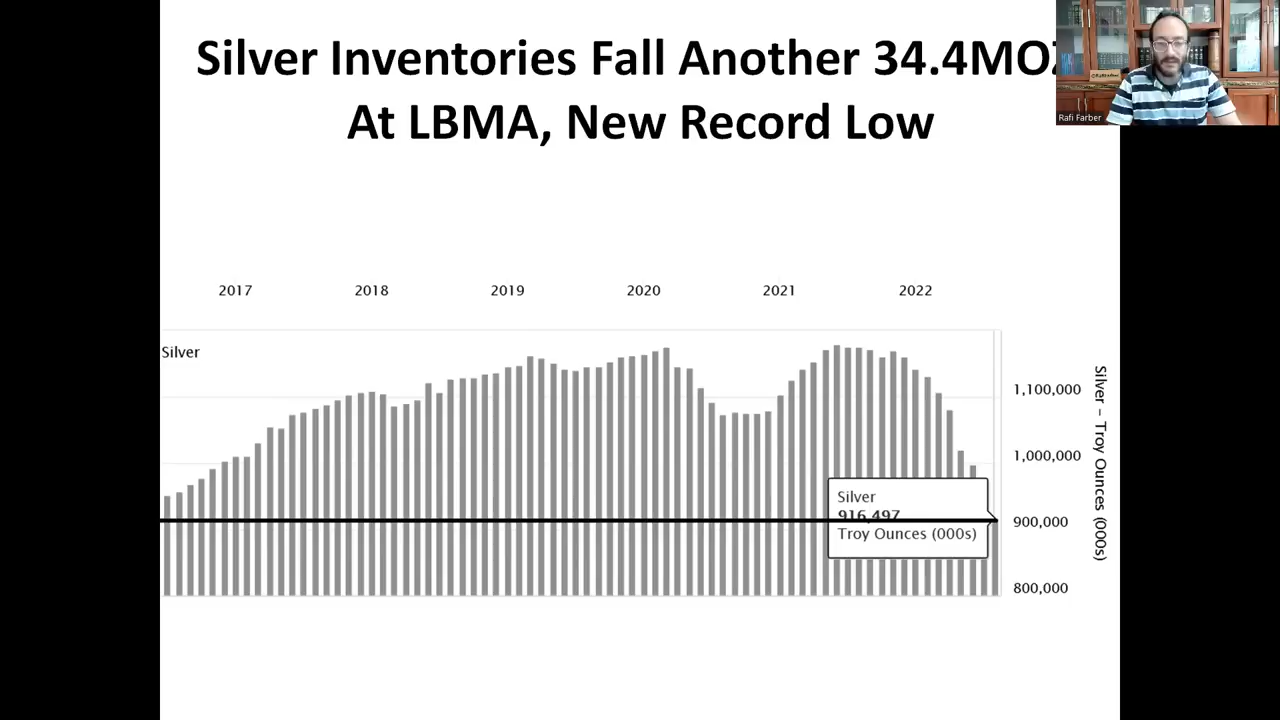 Silver Inventories Fall Another 34.4MOZ
At LBMA, New Record Low
Rafi Farber
2017 2018 2019 2020 2021 2022
Silver
1,100,000
1,000,000
900,000
800,000
Silver – Troy Ounces (000s)
Silver
916,497
Troy Ounces (000s)